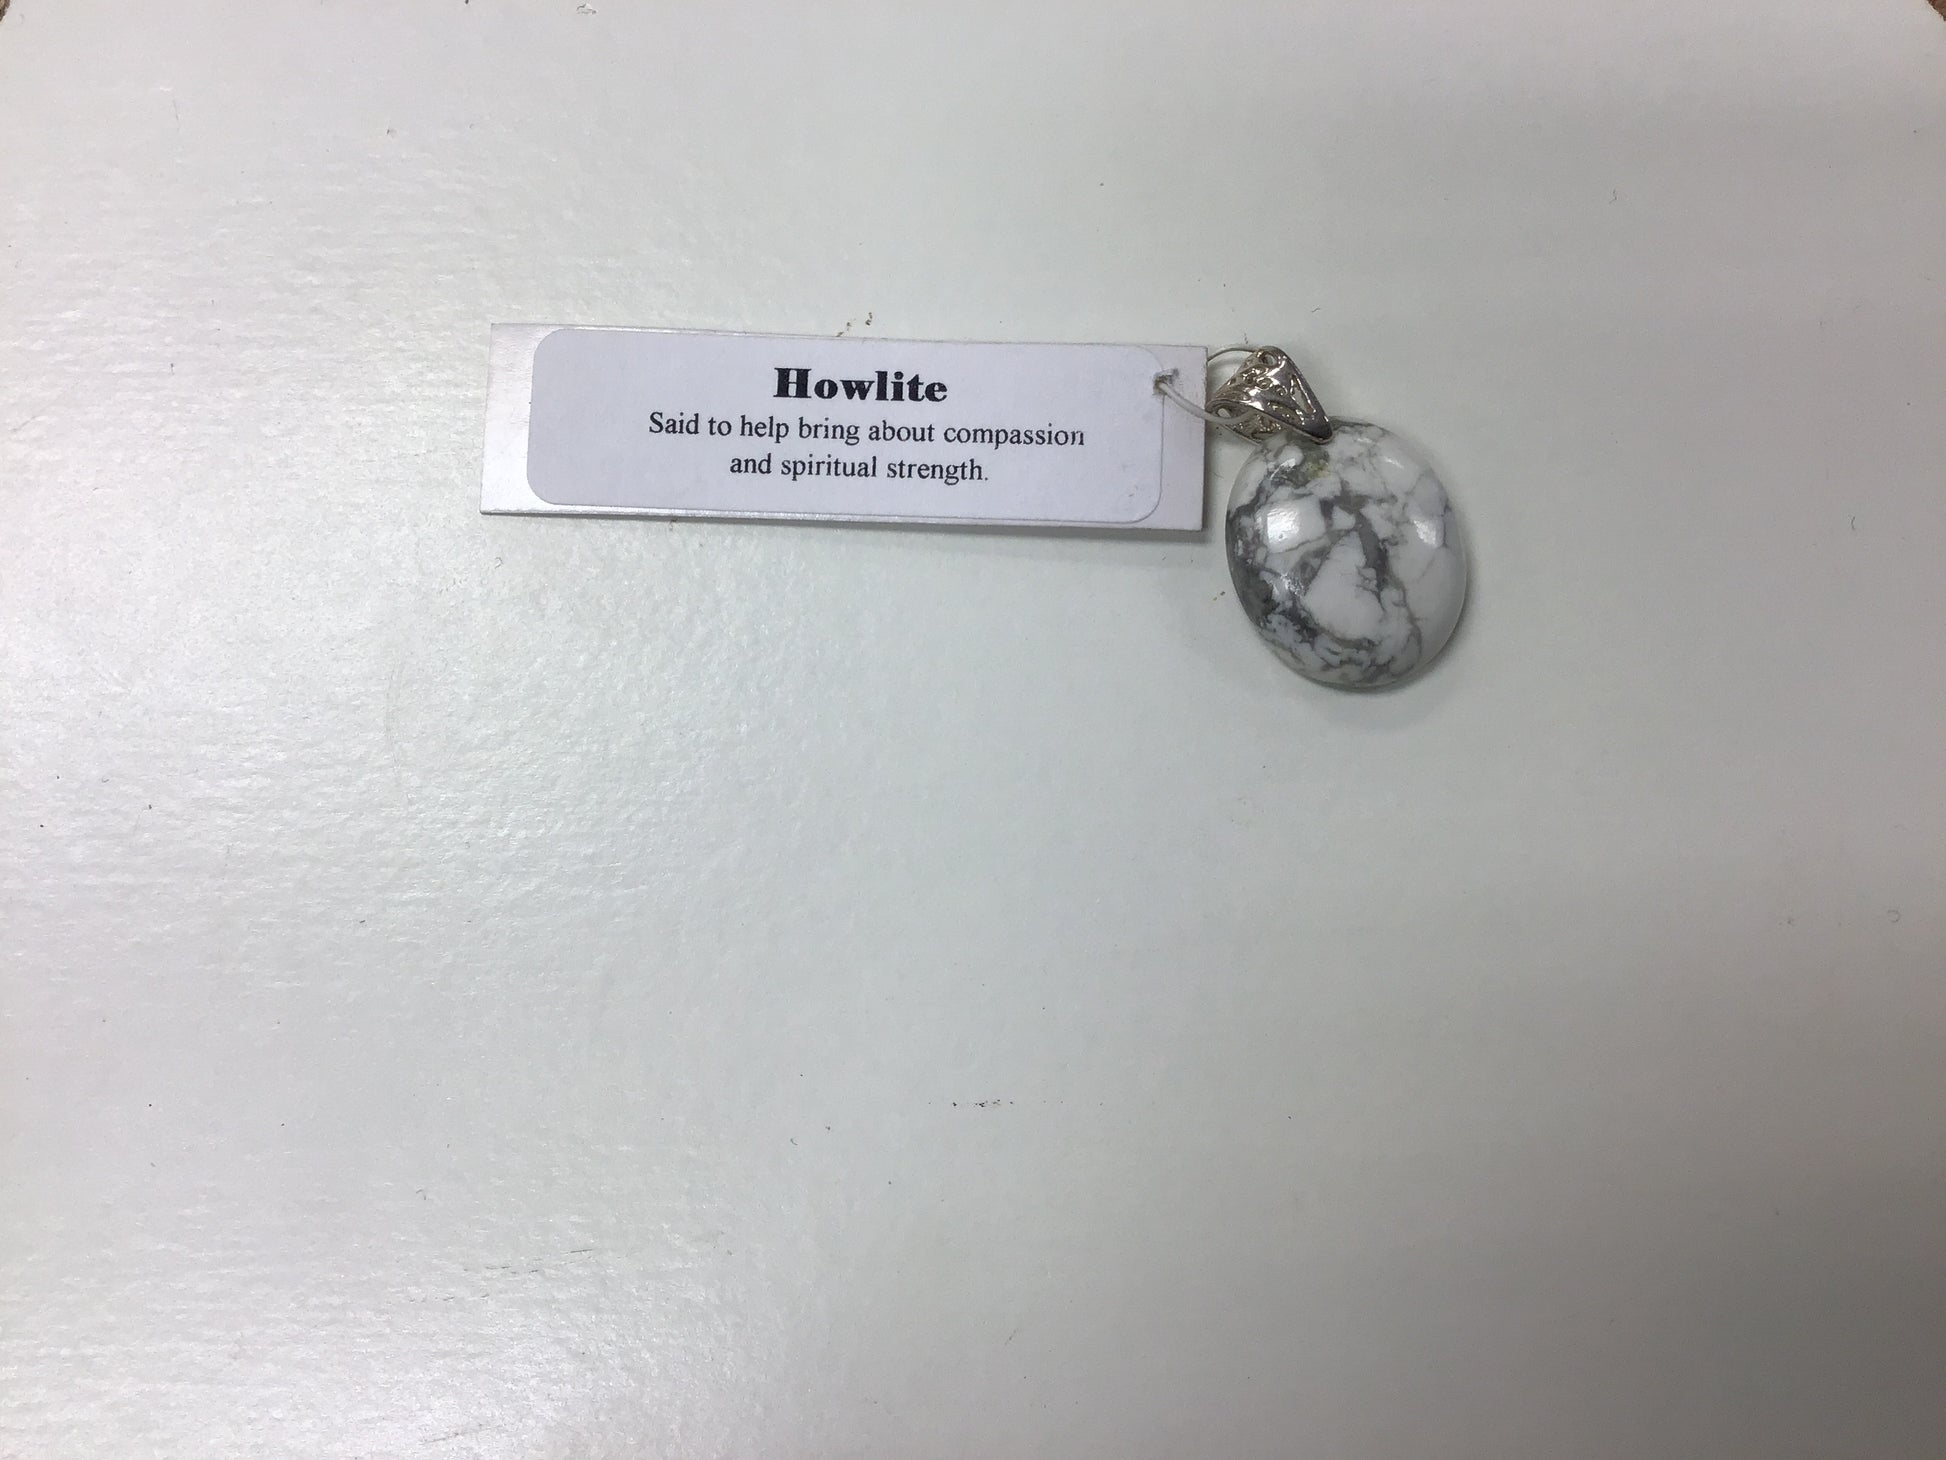 Howlite
Said to help bring about compassion
and spiritual strength.